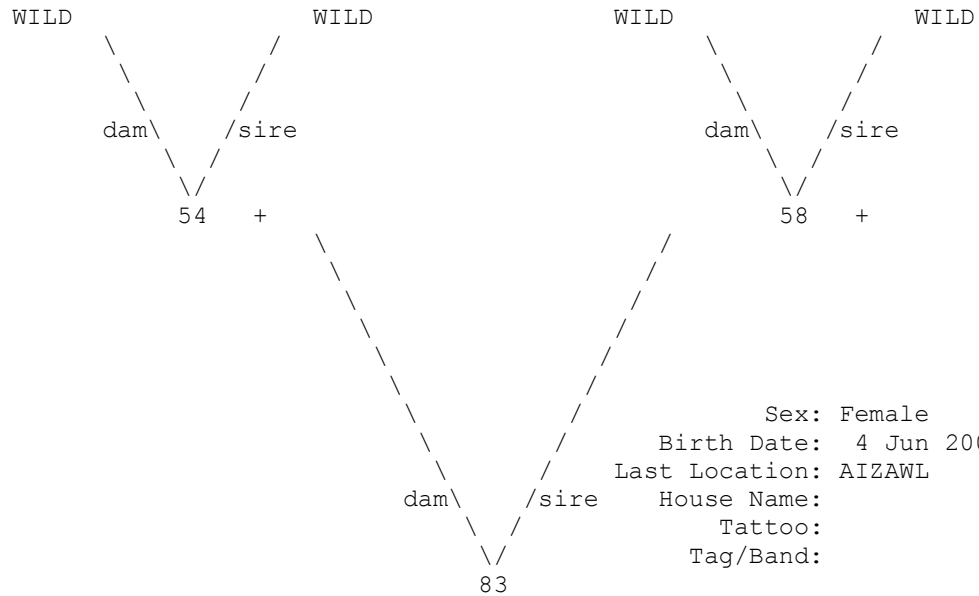 WILD WILD WILD WILD
\ / \ /
\ / \ /
\ / \ /
dam\ /sire dam\ /sire
\ / \ /
\/ \/
54 + 58 +
\ /
\ /
\ /
\ /
\ /
\ /
\ / Sex: Female
\ / Birth Date: 4 Jun
\ / Last Location: AIZAWL
dam\ /sire House Name:
\ / Tattoo:
\/ Tag/Band:
83